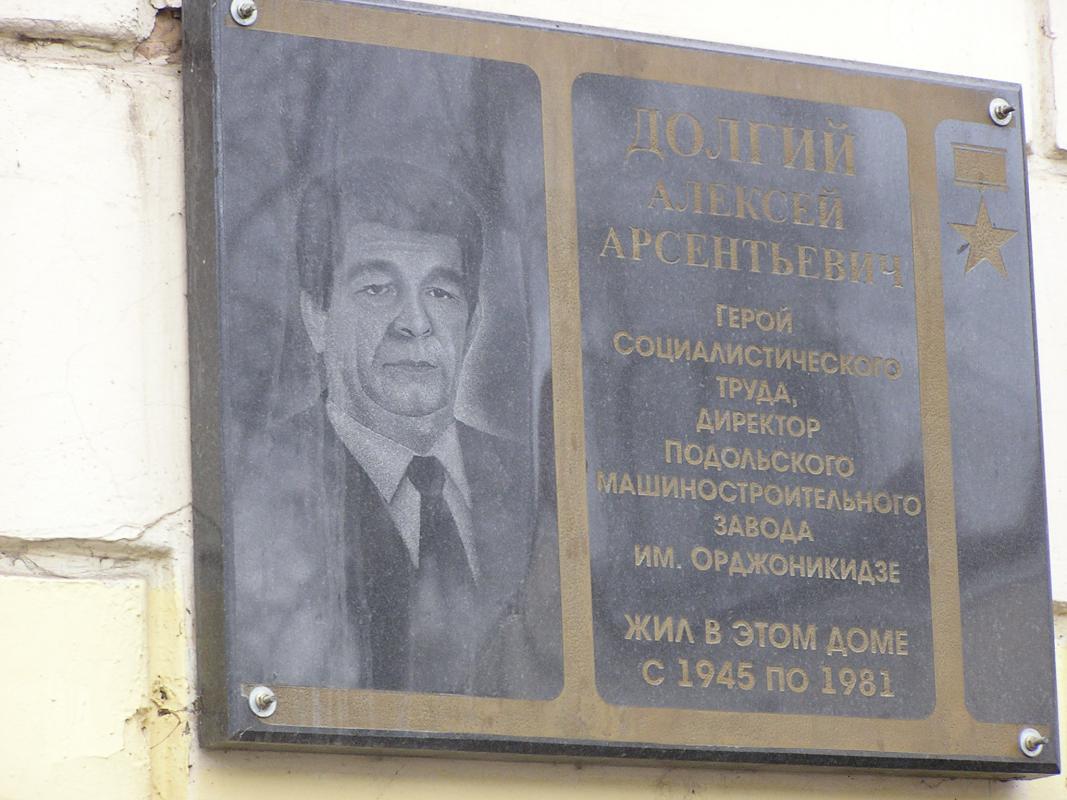 ДОЛГИЙ
АЛЕКСЕЙ
АРСЕНТЬЕВИЧ
ГЕРОЙ
СОЦИАЛИСТИЧЕСКОГО
ТРУДА,
ДИРЕКТОР
ПОДОЛЬСКОГО
МАШИНОСТРОИТЕЛЬНОГО
ЗАВОДА
ИМ. ОРДЖОНИКИДЗЕ
ЖИЛ В ЭТОМ ДОМЕ
С 1945 ПО 1981